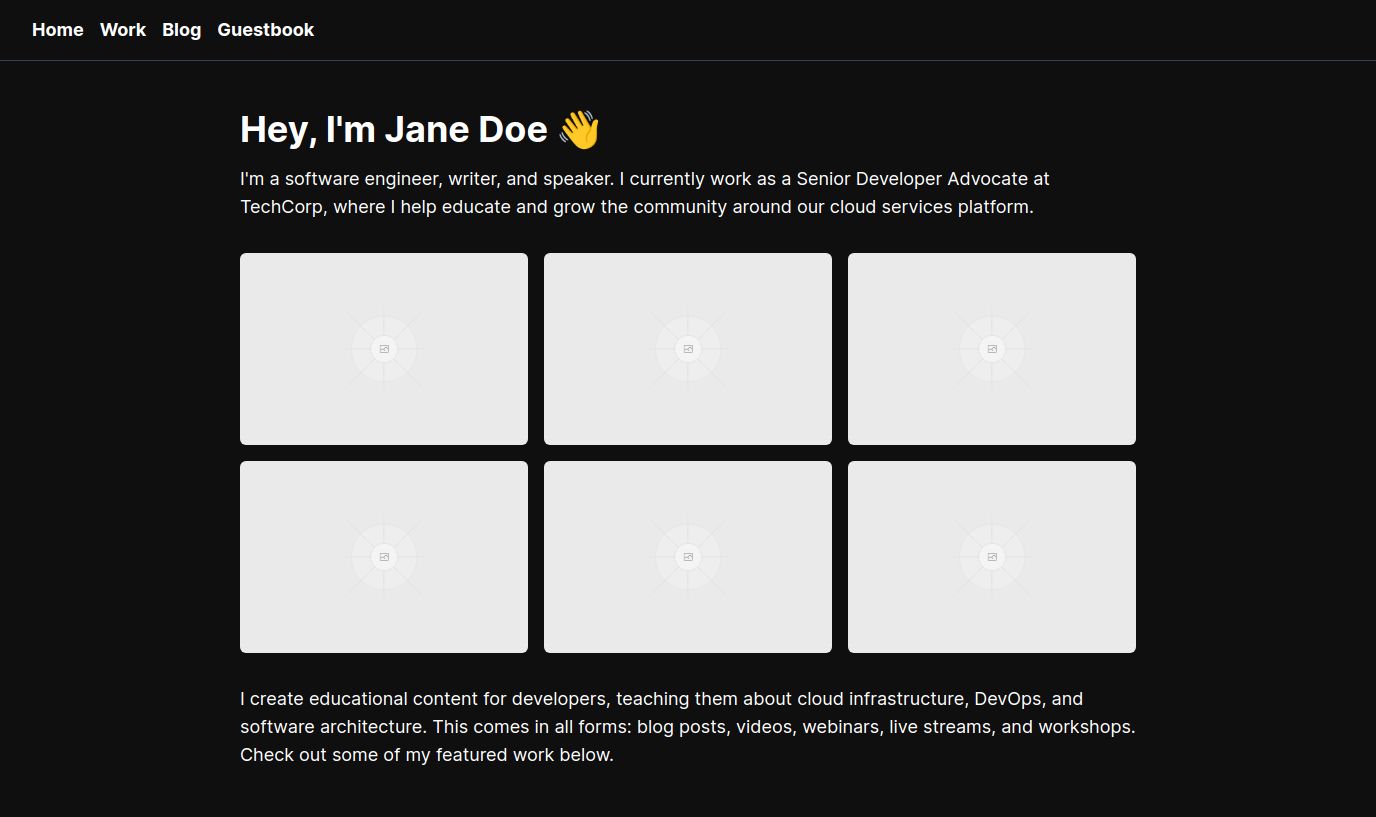 Home Work Blog Guestbook
Hey, I'm Jane Doe 👋
I'm a software engineer, writer, and speaker. I currently work as a Senior Developer Advocate at
TechCorp, where I help educate and grow the community around our cloud services platform.
I create educational content for developers, teaching them about cloud infrastructure, DevOps, and
software architecture. This comes in all forms: blog posts, videos, webinars, live streams, and workshops.
Check out some of my featured work below.